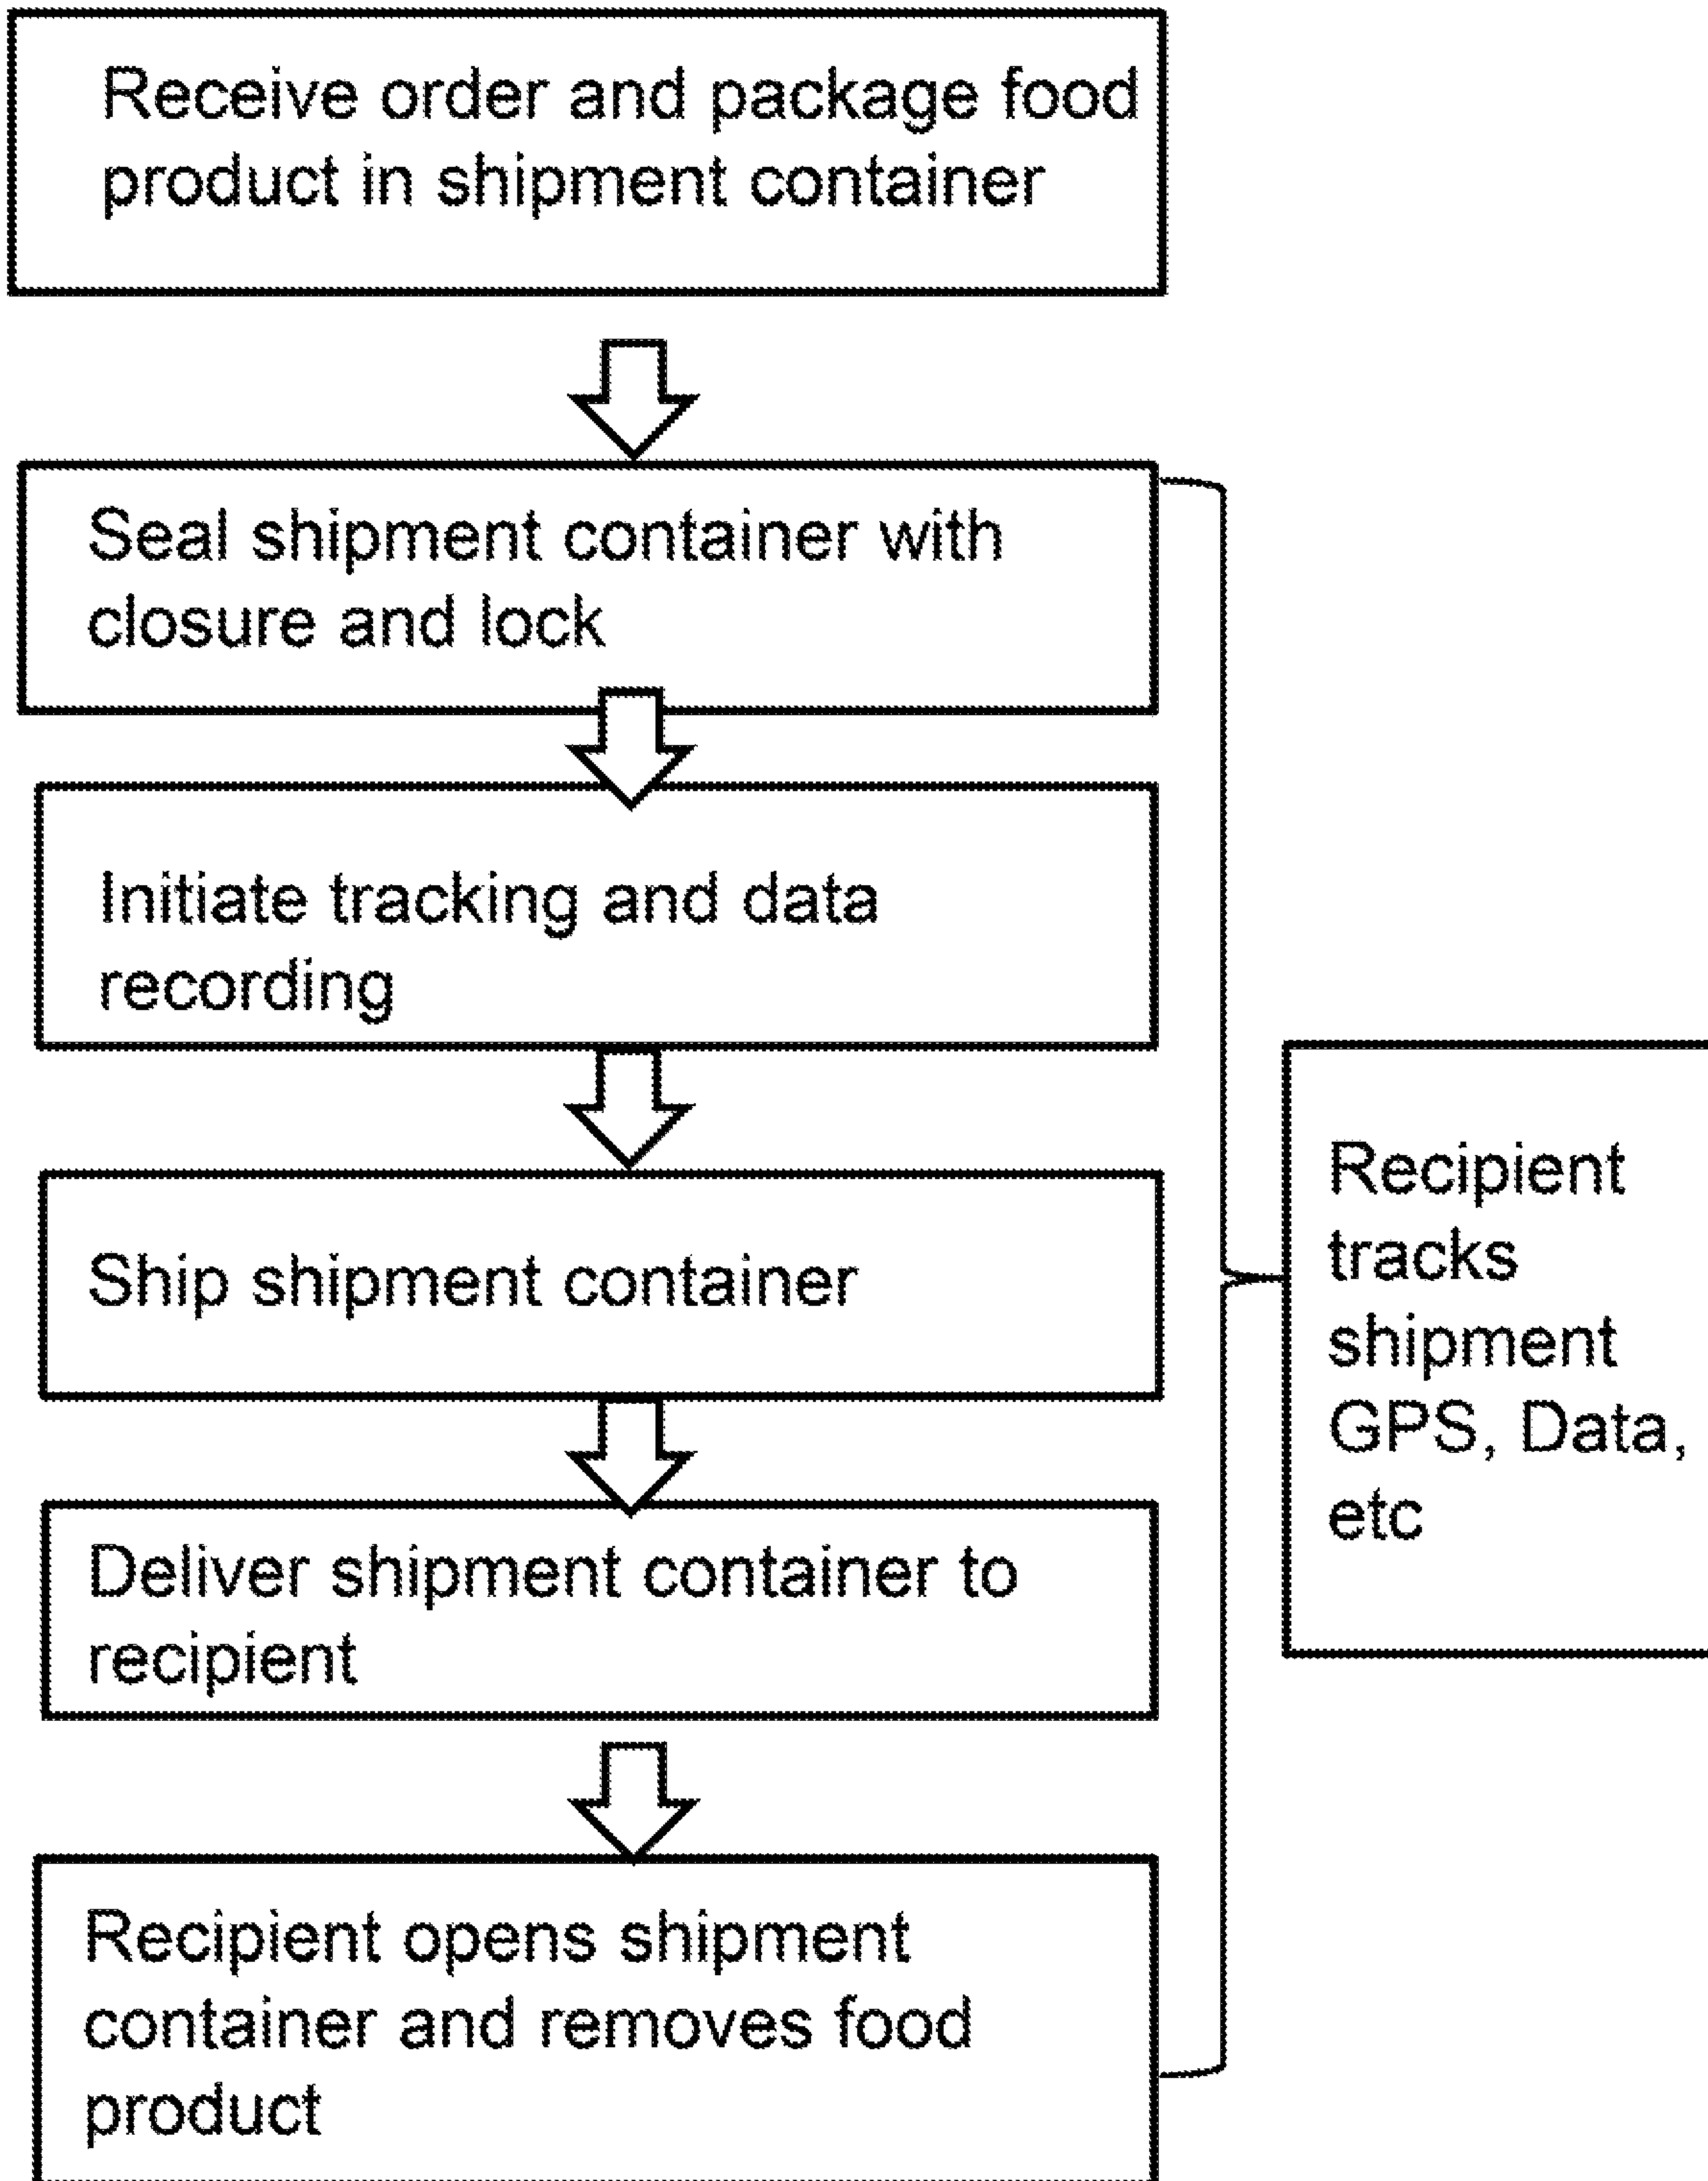 Receive order and package food
product in shipment container
Seal shipment container with
closure and lock
Initiate tracking and data
recording
Ship shipment container
Deliver shipment container to
recipient
Recipient opens shipment
container and removes food
product
Recipient
tracks
shipment
GPS, Data,
etc